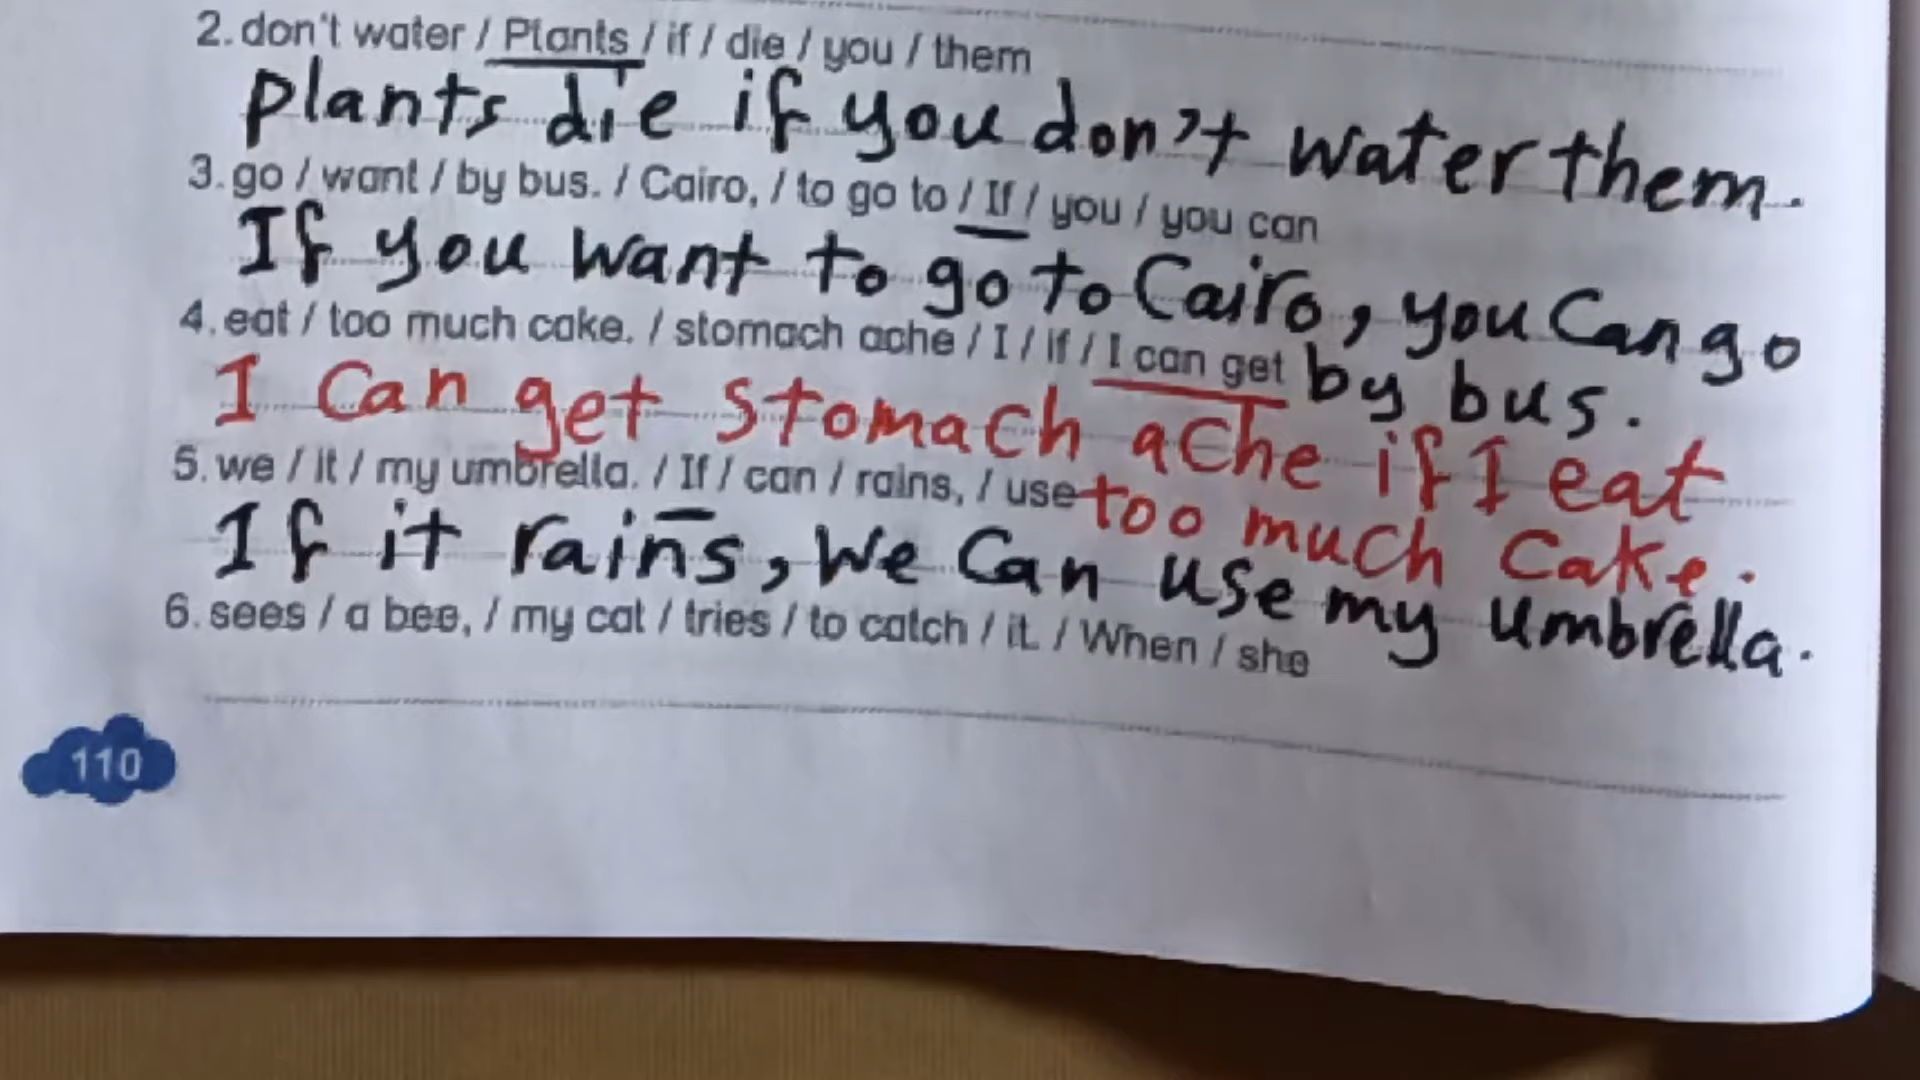 2. don't water / Plants / if / die / you / them
plants die if you don't water them.
3. go / want / by bus. / Cairo, / to go to / If / you / you can
If you want to go to Cairo, you Can go
by bus.
4. eat / too much cake. / stomach ache / I / if / I can get
I Can get stomach ache if I eat
too much Cake.
5. we / it / my umbrella. / If / can / rains, / use
If it rains, We Can use my umbrella.
6. sees / a bee, / my cat / tries / to catch / it. / When / she
110